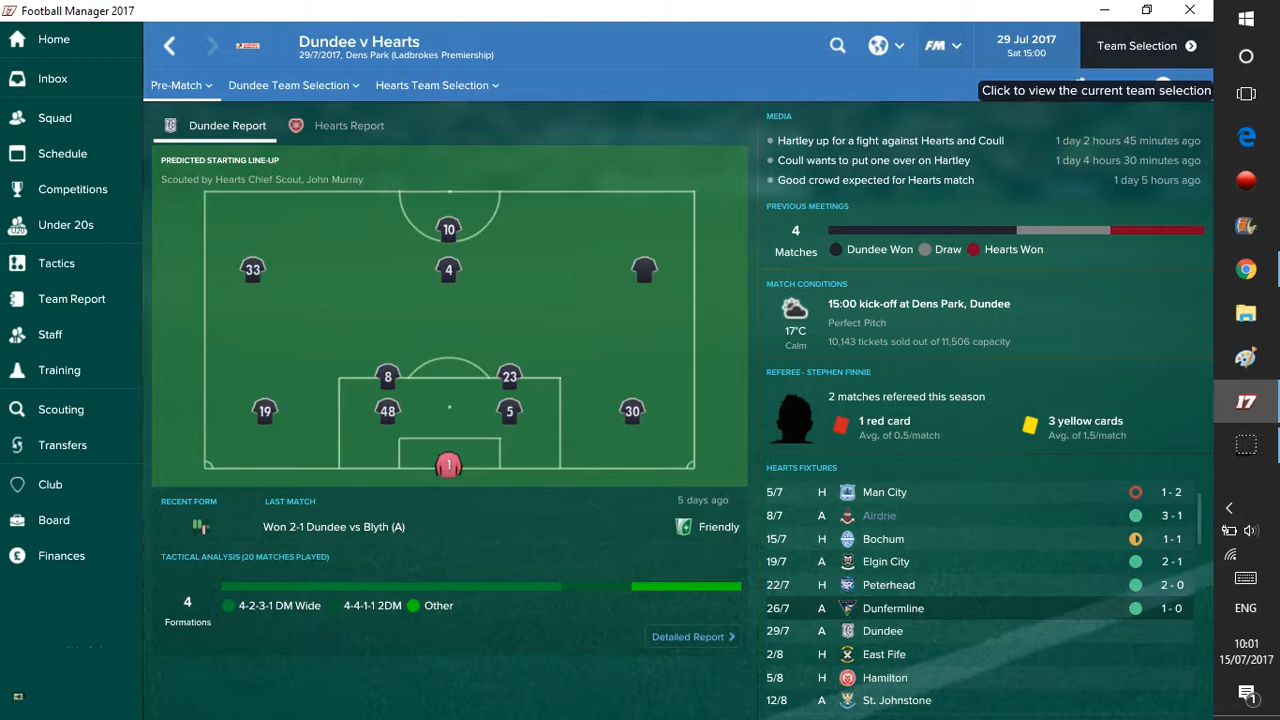 Football Manager 2017
Home
Inbox
Squad
Schedule
Competitions
U20s
Under 20s
Tactics
Team Report
Staff
Training
Scouting
Transfers
Club
Board
Finances
Dundee v Hearts
29/7/2017, Dens Park (Ladbrokes Premiership)
FM
29 Jul 2017
Sat 15:00
Team Selection
Pre-Match
Dundee Team Selection
Hearts Team Selection
Click to view the current team selection
Dundee Report
Hearts Report
PREDICTED STARTING LINE-UP
Scouted by Hearts Chief Scout, John Murray
10
33
4
8
23
19
48
5
30
1
RECENT FORM
LAST MATCH
5 days ago
Won 2-1 Dundee vs Blyth (A)
Friendly
TACTICAL ANALYSIS (20 MATCHES PLAYED)
4
Formations
4-2-3-1 DM Wide
4-4-1-1 2DM
Other
Detailed Report
MEDIA
Hartley up for a fight against Hearts and Coull 1 day 2 hours 45 minutes ago
Coull wants to put one over on Hartley 1 day 4 hours 30 minutes ago
Good crowd expected for Hearts match 1 day 5 hours ago
PREVIOUS MEETINGS
4
Matches
Dundee Won
Draw
Hearts Won
MATCH CONDITIONS
17°C
Calm
15:00 kick-off at Dens Park, Dundee
Perfect Pitch
10,143 tickets sold out of 11,506 capacity
REFEREE - STEPHEN FINNIE
2 matches refereed this season
1 red card
Avg. of 0.5/match
3 yellow cards
Avg. of 1.5/match
HEARTS FIXTURES
5/7 H Man City 1 - 2
8/7 A Airdrie 3 - 1
15/7 H Bochum 1 - 1
19/7 A Elgin City 2 - 1
22/7 H Peterhead 2 - 0
26/7 A Dunfermline 1 - 0
29/7 A Dundee
2/8 H East Fife
5/8 H Hamilton
12/8 A St. Johnstone
17
ENG
10:01
15/07/2017
1